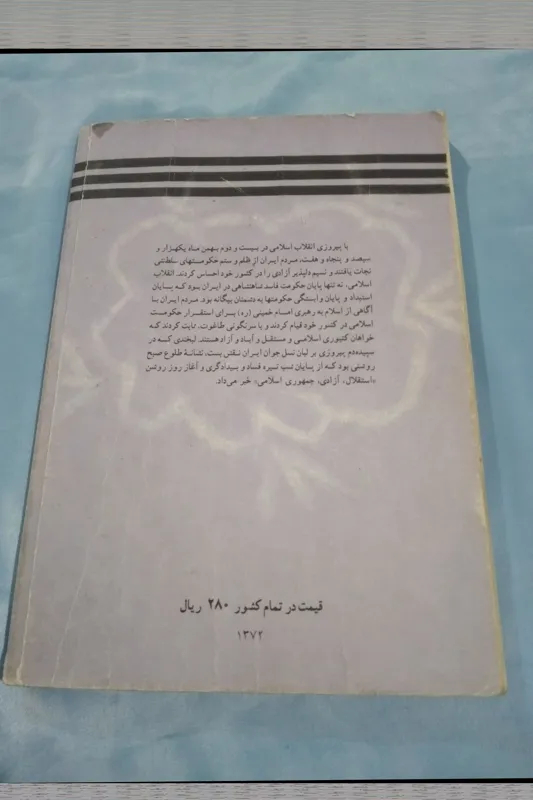 با پیروزی انقلاب اسلامی در بیست و دوم بهمن ماه یکهزار و
سیصد و پنجاه و هفت، مردم ایران از ظلم و ستم حکومتهای سلطنتی
نجات یافتند و نسیم دلپذیر آزادی را در کشور خود احساس کردند. انقلاب
اسلامی، نه تنها پایان حکومت فاسد شاهنشاهی در ایران بود که پایان
استبداد و پایان وابستگی حکومتها به دشمنان بیگانه بود. مردم ایران با
آگاهی از اسلام به رهبری امام خمینی (ره) برای استقرار حکومت
اسلامی در کشور خود قیام کردند و با سرنگونی طاغوت، ثابت کردند که
خواهان کشوری اسلامی و مستقل و آباد و آزاد هستند. لبخندی که در
سپیده‌دم پیروزی بر لبان نسل جوان ایران نقش بست، نشانهٔ طلوع صبح
روشنی بود که از پایان شب تیره فساد و بیدادگری و آغاز روز روشن
«استقلال، آزادی، جمهوری اسلامی» خبر می‌داد.
قیمت در تمام کشور ۲۸۰ ریال
۱۳۷۲